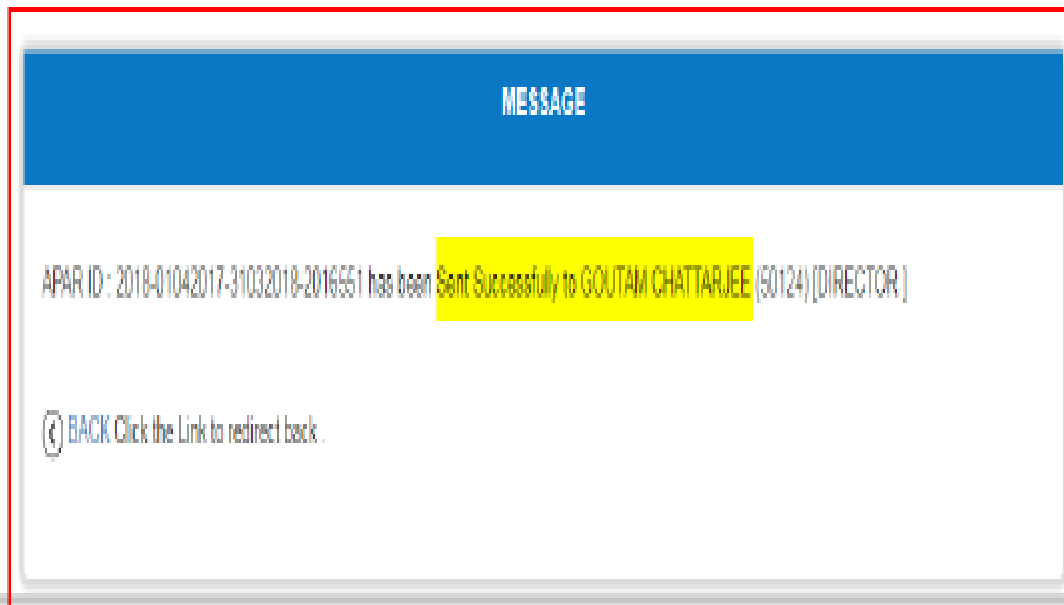 MESSAGE
APAR ID : 2018-01042017-31032018-2016551 has been Sent Successfully to GOUTAM CHATTARJEE (50124) [DIRECTOR ]
BACK Click the Link to redirect back .